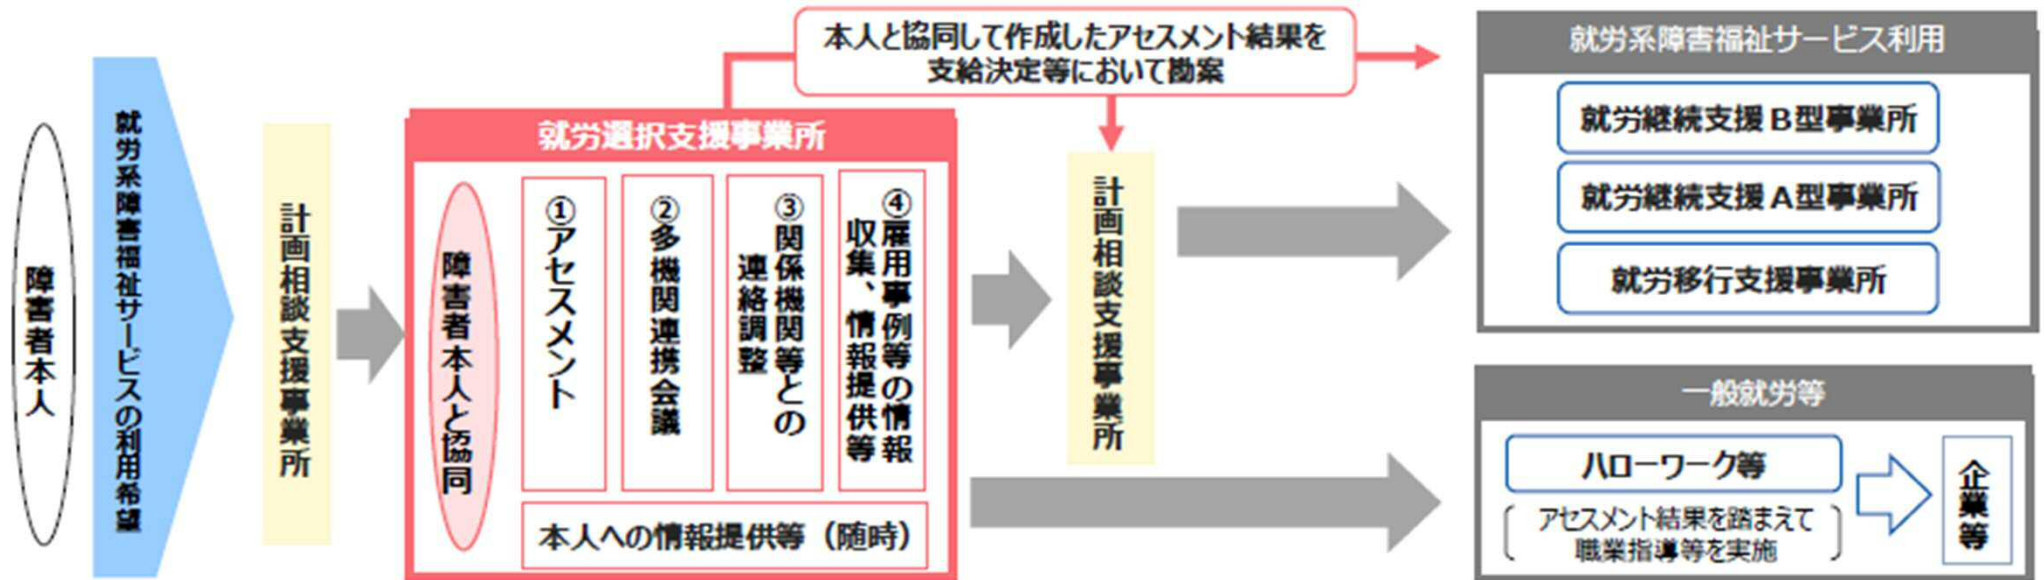 障害者本人
就労系障害福祉サービスの利用希望
計画相談支援事業所
就労選択支援事業所
障害者本人と協同
①アセスメント
②多機関連携会議
③関係機関等との
連絡調整
④雇用事例等の情報
収集、情報提供等
本人への情報提供等（随時）
本人と協同して作成したアセスメント結果を
支給決定等において勘案
計画相談支援事業所
就労系障害福祉サービス利用
就労継続支援B型事業所
就労継続支援A型事業所
就労移行支援事業所
一般就労等
ハローワーク等
アセスメント結果を踏まえて
職業指導等を実施
企業等